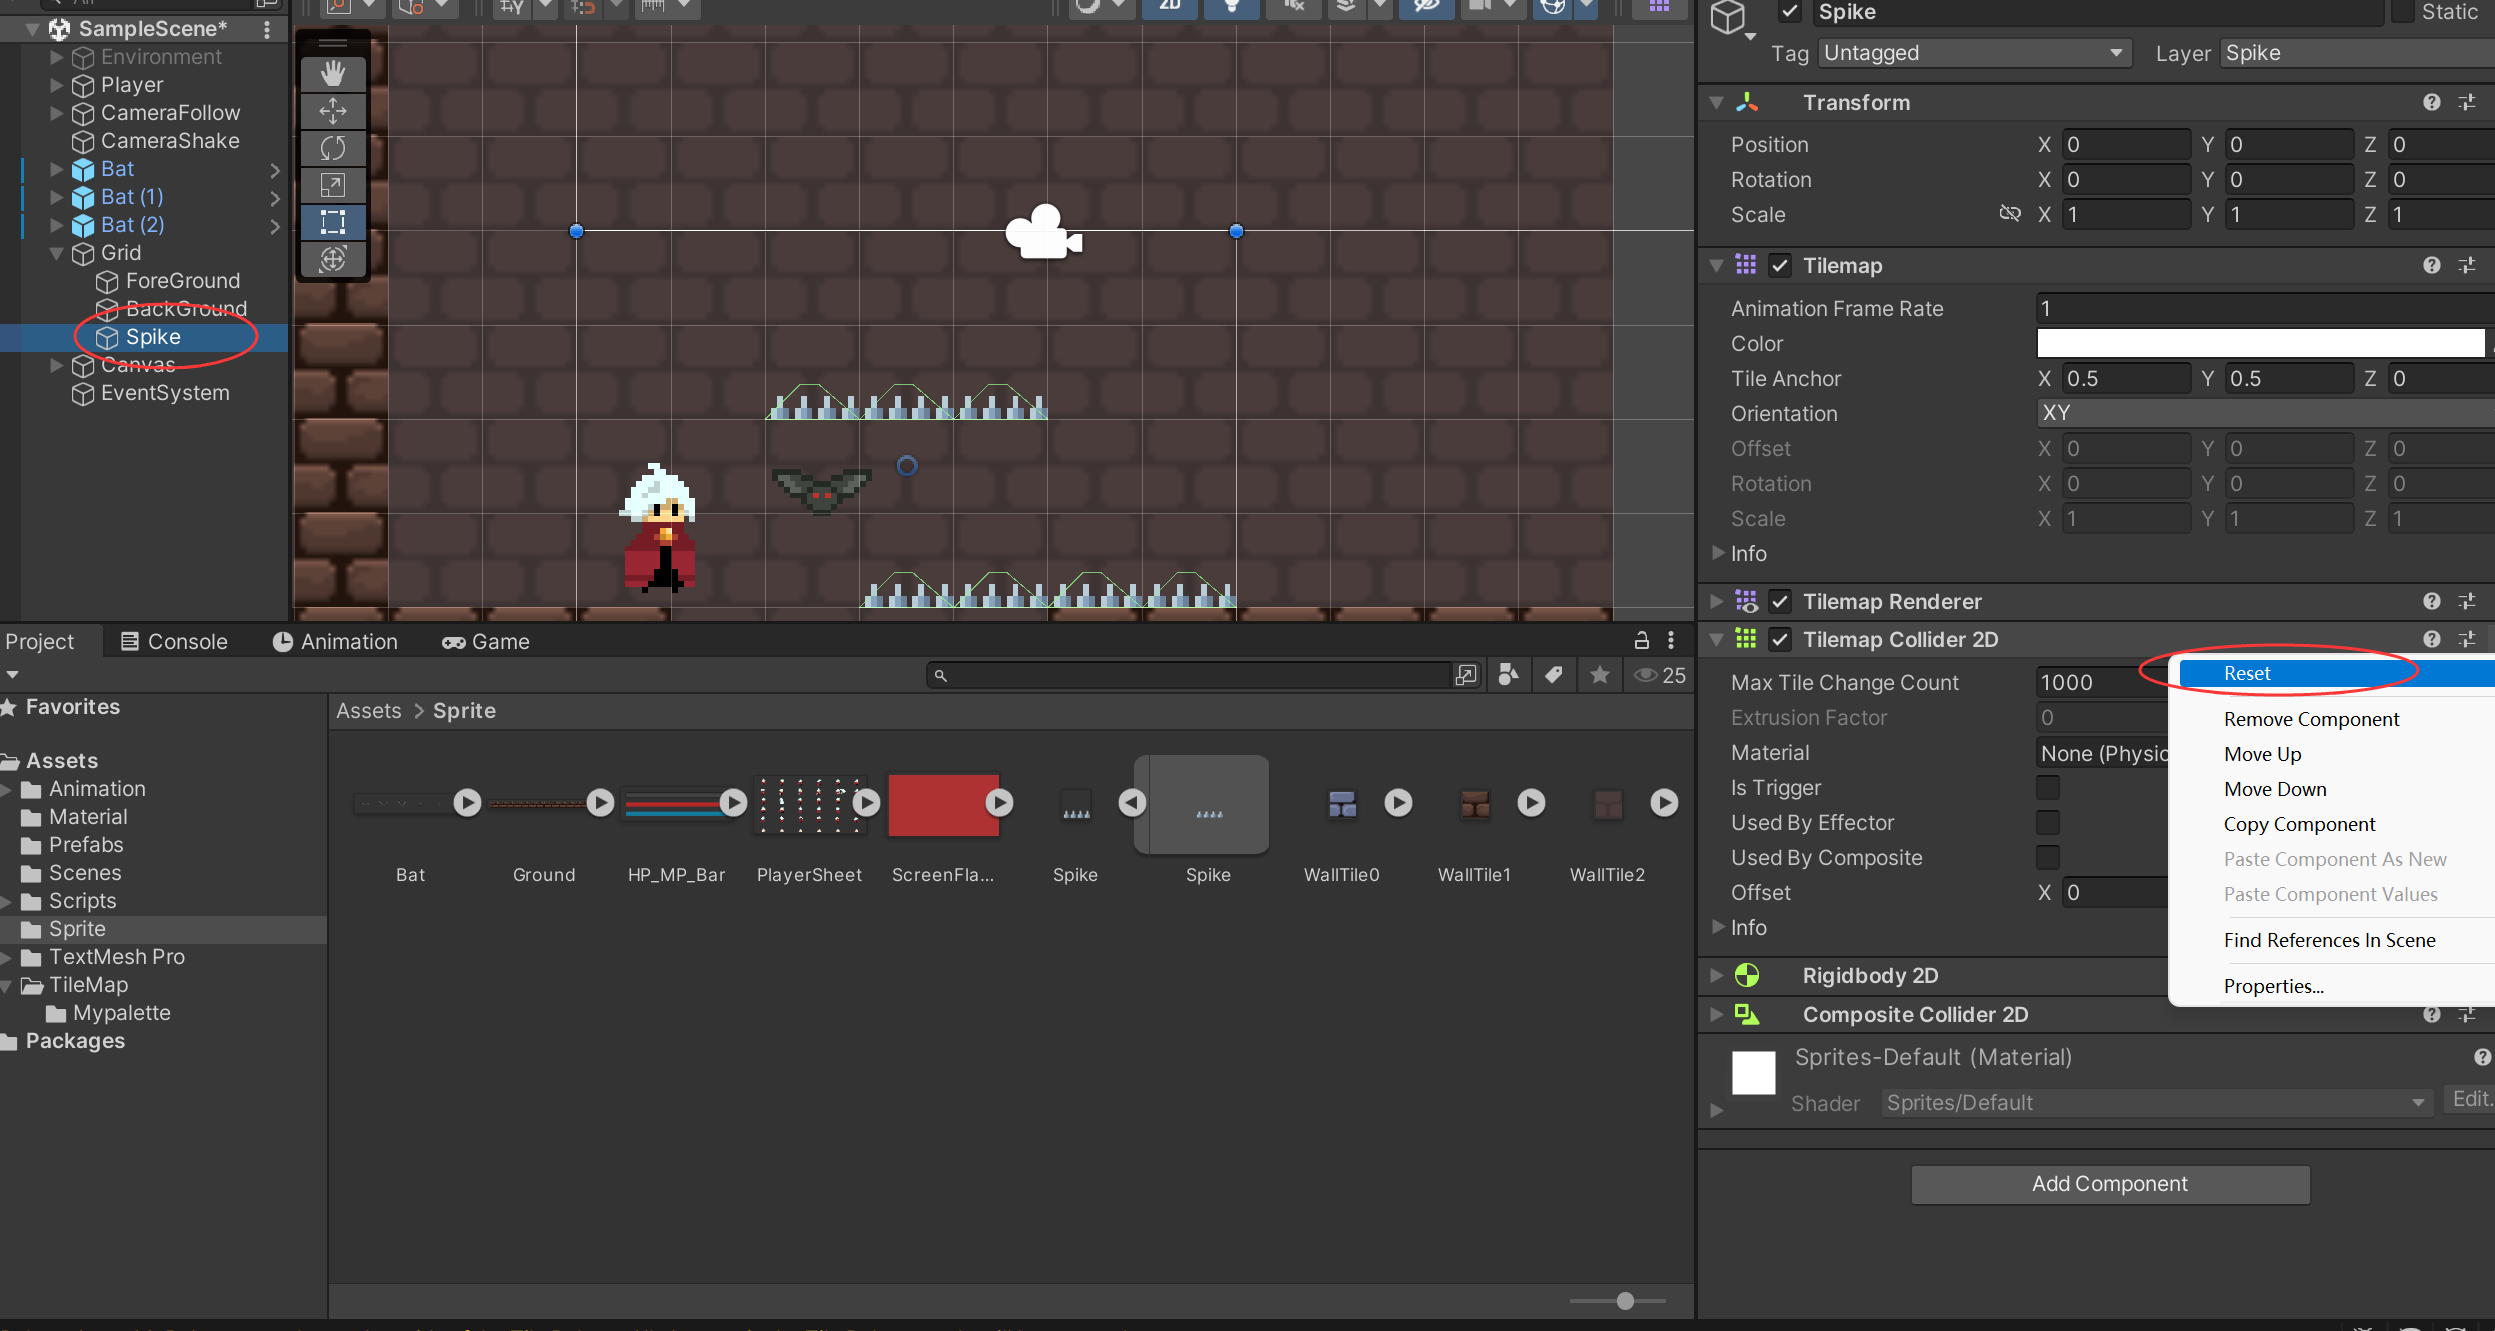 SampleScene*
Environment
Player
CameraFollow
CameraShake
Bat
Bat (1)
Bat (2)
Grid
ForeGround
BackGround
Spike
Canvas
EventSystem
2D
Spike
Static
Tag Untagged Layer Spike
Transform
Position X 0 Y 0 Z 0
Rotation X 0 Y 0 Z 0
Scale X 1 Y 1 Z 1
Tilemap
Animation Frame Rate 1
Color
Tile Anchor X 0.5 Y 0.5 Z 0
Orientation XY
Offset X 0 Y 0 Z 0
Rotation X 0 Y 0 Z 0
Scale X 1 Y 1 Z 1
Info
Tilemap Renderer
Tilemap Collider 2D
Max Tile Change Count 1000
Extrusion Factor 0
Material None (Physic
Is Trigger
Used By Effector
Used By Composite
Offset X 0
Info
Reset
Remove Component
Move Up
Move Down
Copy Component
Paste Component As New
Paste Component Values
Find References In Scene
Properties...
Rigidbody 2D
Composite Collider 2D
Sprites-Default (Material)
Shader Sprites/Default Edit.
Add Component
Project Console Animation Game
25
Favorites
Assets
Animation
Material
Prefabs
Scenes
Scripts
Sprite
TextMesh Pro
TileMap
Mypalette
Packages
Assets > Sprite
Bat Ground HP_MP_Bar PlayerSheet ScreenFla... Spike Spike WallTile0 WallTile1 WallTile2